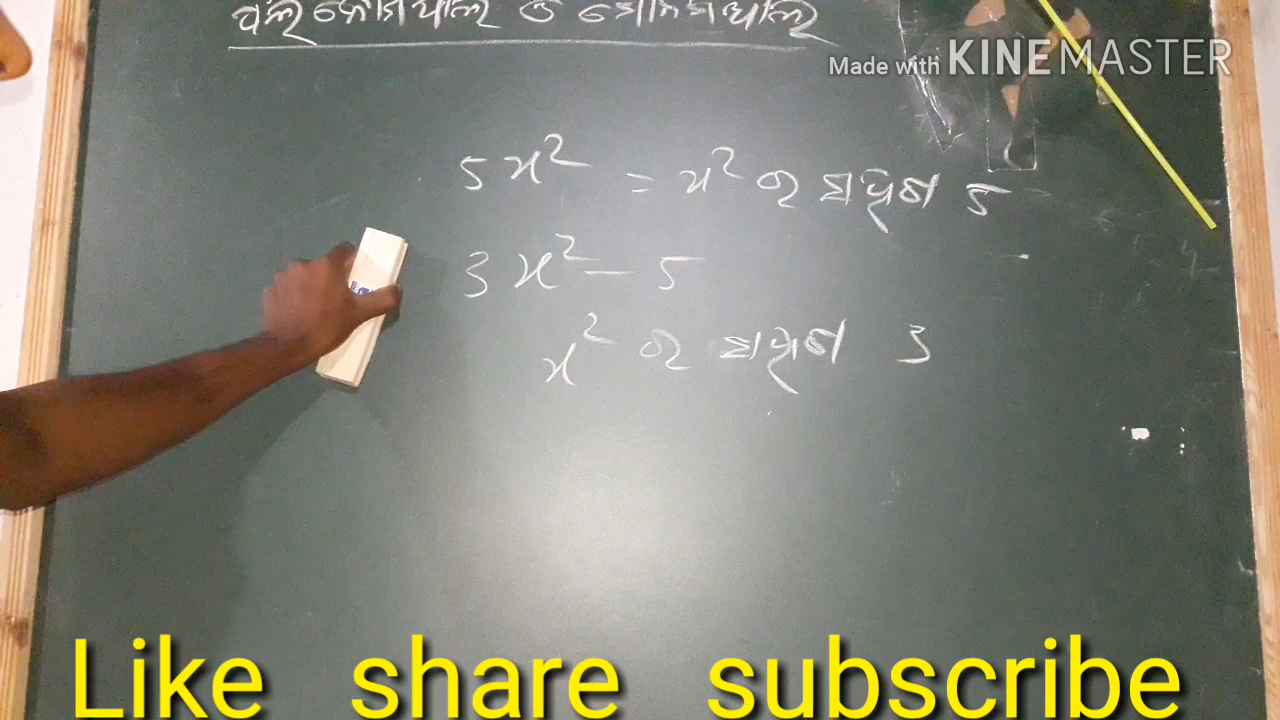 ପଲିନୋମିଆଲ ଓ ମୋନୋମିଆଲ
Made with KINEMASTER
5x² = x² ର ସହଗ 5
3x² – 5
x² ର ସହଗ 3
Like share subscribe